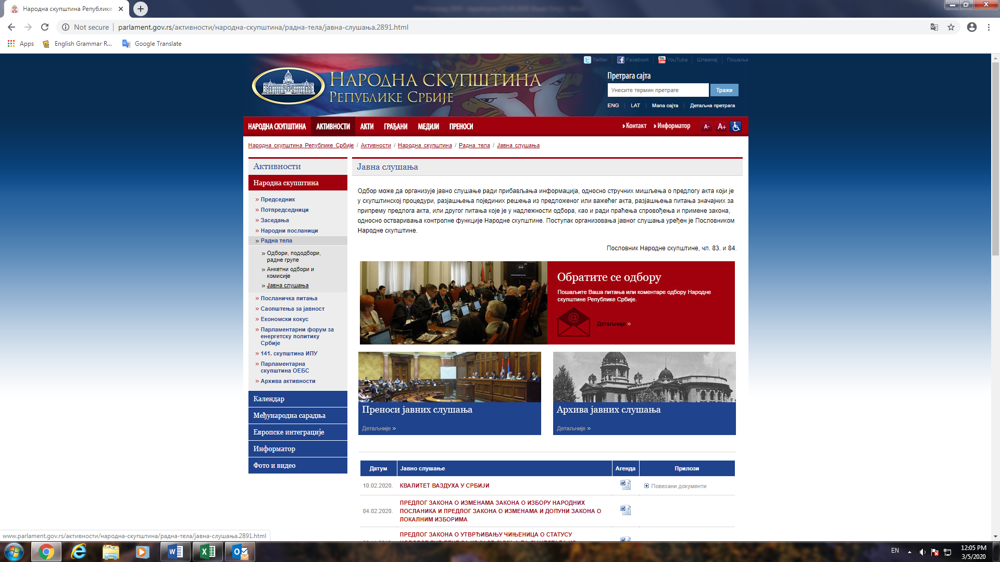 Народна скупштина Републике
Not secure
parlament.gov.rs/активности/народна-скупштина/радна-тела/јавна-слушања.2891.html
Apps
English Grammar R...
Google Translate
Twitter
Facebook
YouTube
Штампај
Пошаљи
НАРОДНА СКУПШТИНА
РЕПУБЛИКЕ СРБИЈЕ
Претрага сајта
Унесите термин претраге
Тражи
ENG
LAT
Мапа сајта
Детаљна претрага
НАРОДНА СКУПШТИНА
АКТИВНОСТИ
АКТИ
ГРАЂАНИ
МЕДИЈИ
ПРЕНОСИ
Контакт
Информатор
A-
A+
Народна скупштина Републике Србије / Активности / Народна скупштина / Радна тела / Јавна слушања
Активности
Народна скупштина
» Председник
» Потпредседници
» Заседања
» Народни посланици
» Радна тела
» Одбори, пододбори,
радне групе
» Анкетни одбори и
комисије
» Јавна слушања
» Посланичка питања
» Саопштења за јавност
» Економски кокус
» Парламентарни форум за
енергетску политику
Србије
» 141. скупштина ИПУ
» Парламентарна
скупштина ОЕБС
» Архива активности
Календар
Међународна сарадња
Европске интеграције
Информатор
Фото и видео
Јавна слушања
Одбор може да организује јавно слушање ради прибављања информација, односно стручних мишљења о предлогу акта који је
у скупштинској процедури, разјашњења појединих решења из предложеног или важећег акта, разјашњења питања значајних за
припрему предлога акта, или другог питања које је у надлежности одбора, као и ради праћења спровођења и примене закона,
односно остваривања контролне функције Народне скупштине. Поступак организовања јавног слушања уређен је Пословником
Народне скупштине.
Пословник Народне скупштине, чл. 83. и 84.
Обратите се одбору
Пошаљите Ваша питања или коментаре одбору Народне
скупштине Републике Србије.
@
Детаљније »
Преноси јавних слушања
Детаљније »
Архива јавних слушања
Детаљније »
Датум
Јавно слушање
Агенда
Прилози
10.02.2020.
КВАЛИТЕТ ВАЗДУХА У СРБИЈИ
Повезани документи
04.02.2020.
ПРЕДЛОГ ЗАКОНА О ИЗМЕНАМА ЗАКОНА О ИЗБОРУ НАРОДНИХ
ПОСЛАНИКА И ПРЕДЛОГ ЗАКОНА О ИЗМЕНАМА И ДОПУНИ ЗАКОНА О
ЛОКАЛНИМ ИЗБОРИМА
ПРЕДЛОГ ЗАКОНА О УТВРЂИВАЊУ ЧИЊЕНИЦА О СТАТУСУ
www.parlament.gov.rs/активности/народна-скупштина/радна-тела/јавна-слушања.2891.html
EN
12:05 PM
3/5/2020